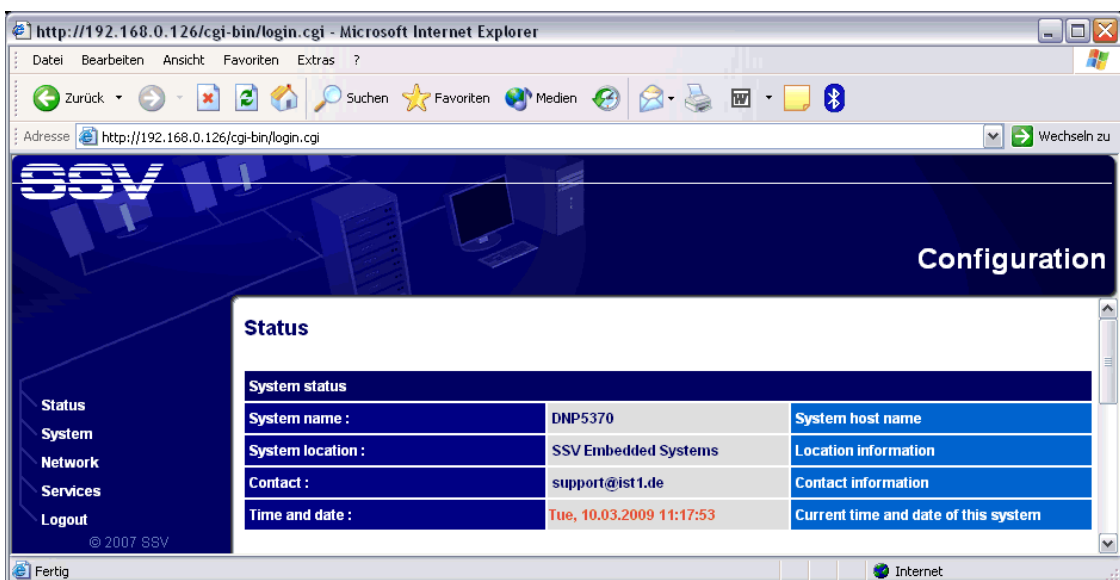 http://192.168.0.126/cgi-bin/login.cgi - Microsoft Internet Explorer
Datei Bearbeiten Ansicht Favoriten Extras ?
Zurück Suchen Favoriten Medien
Adresse http://192.168.0.126/cgi-bin/login.cgi Wechseln zu
SSV
Configuration
Status
System status
System name : DNP5370 System host name
System location : SSV Embedded Systems Location information
Contact : support@ist1.de Contact information
Time and date : Tue, 10.03.2009 11:17:53 Current time and date of this system
Status
System
Network
Services
Logout
© 2007 SSV
Fertig Internet